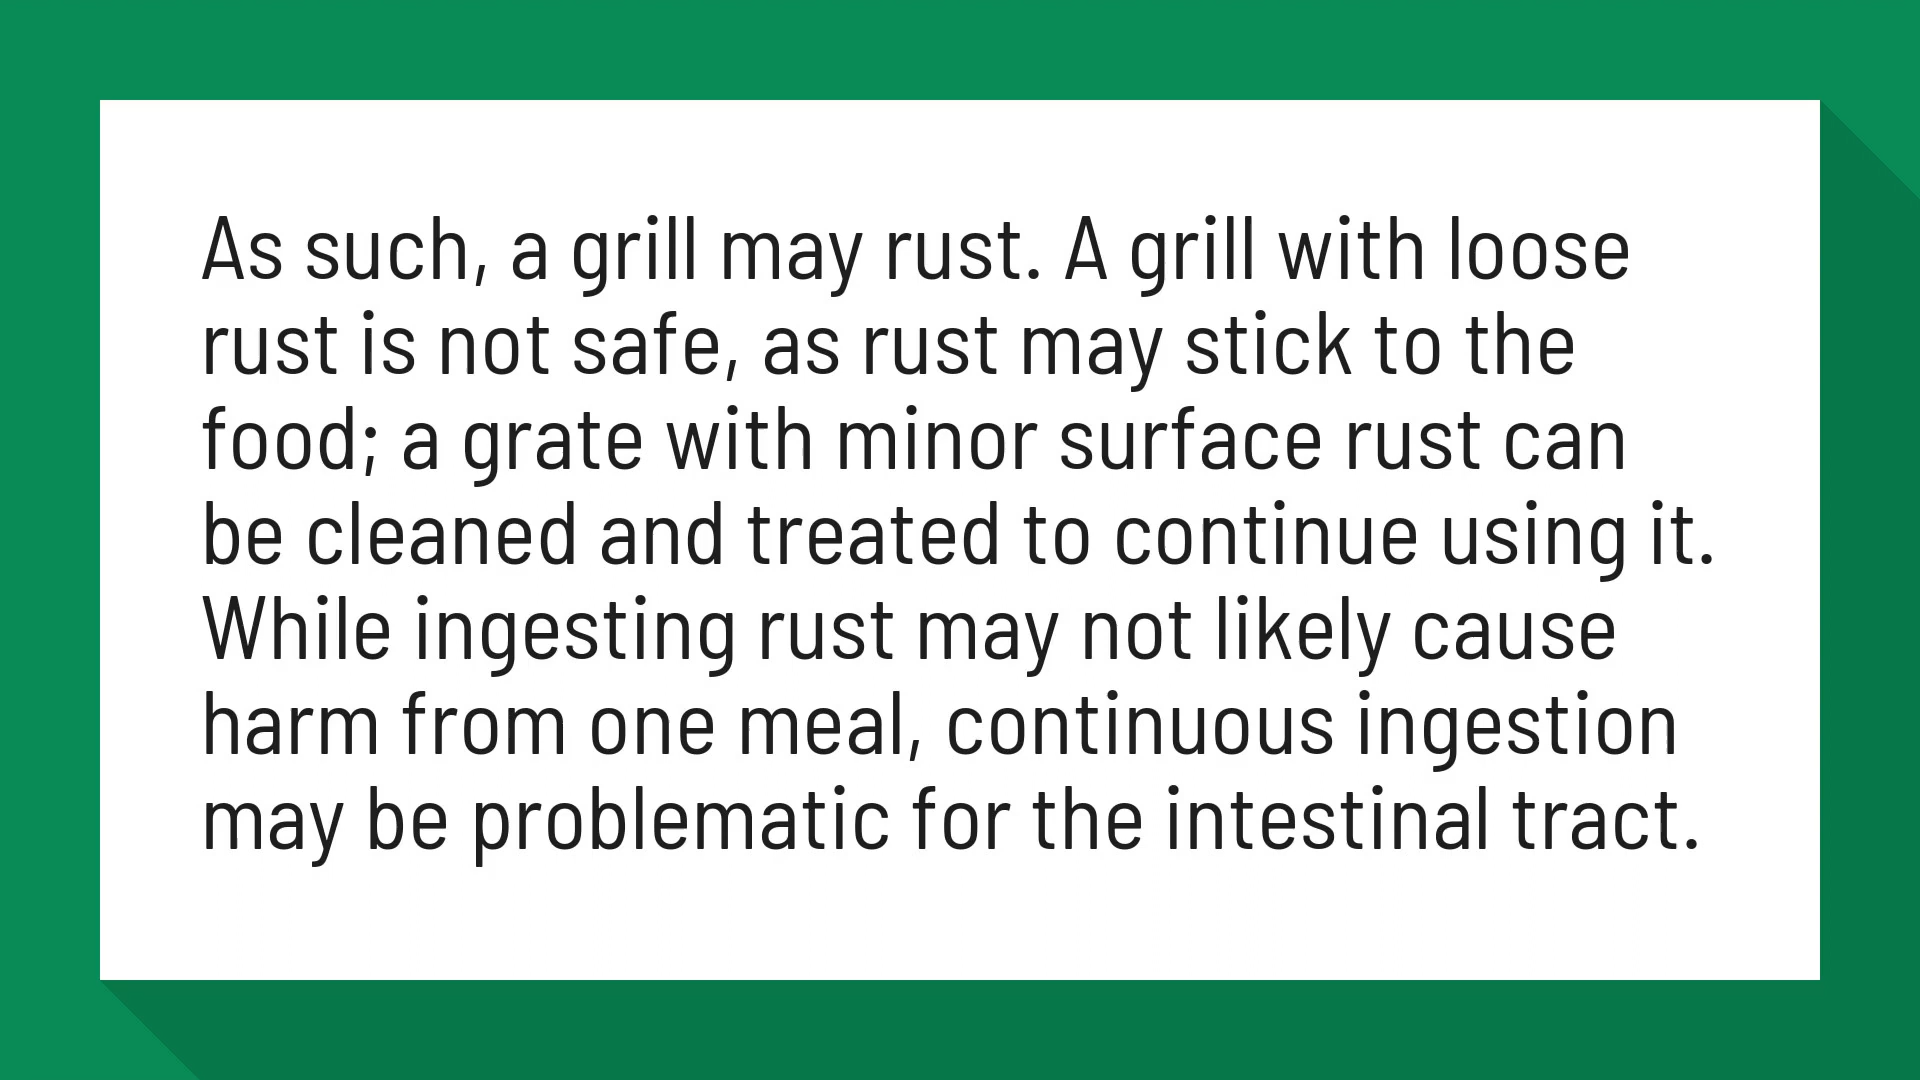 As such, a grill may rust. A grill with loose
rust is not safe, as rust may stick to the
food; a grate with minor surface rust can
be cleaned and treated to continue using it.
While ingesting rust may not likely cause
harm from one meal, continuous ingestion
may be problematic for the intestinal tract.